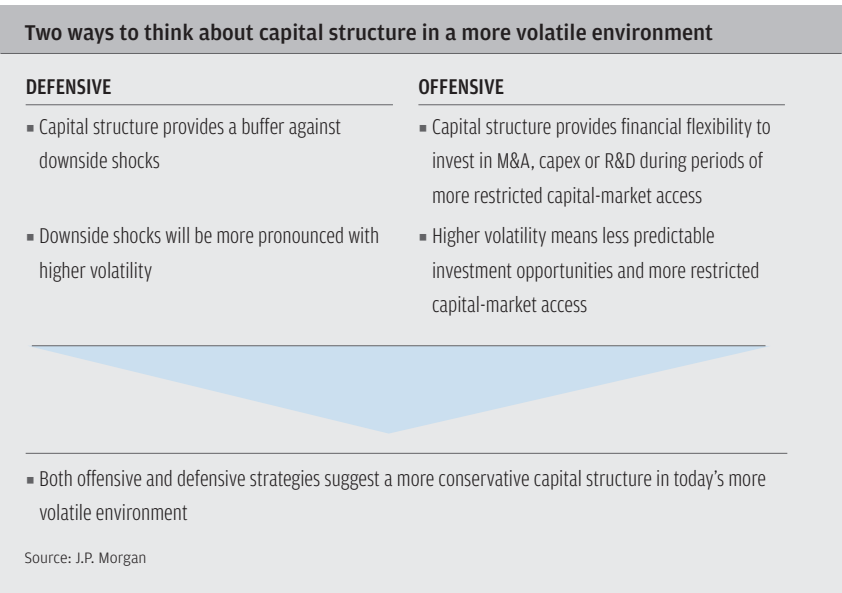 Two ways to think about capital structure in a more volatile environment
DEFENSIVE
▪ Capital structure provides a buffer against
downside shocks
▪ Downside shocks will be more pronounced with
higher volatility
OFFENSIVE
▪ Capital structure provides financial flexibility to
invest in M&A, capex or R&D during periods of
more restricted capital-market access
▪ Higher volatility means less predictable
investment opportunities and more restricted
capital-market access
▪ Both offensive and defensive strategies suggest a more conservative capital structure in today's more
volatile environment
Source: J.P. Morgan